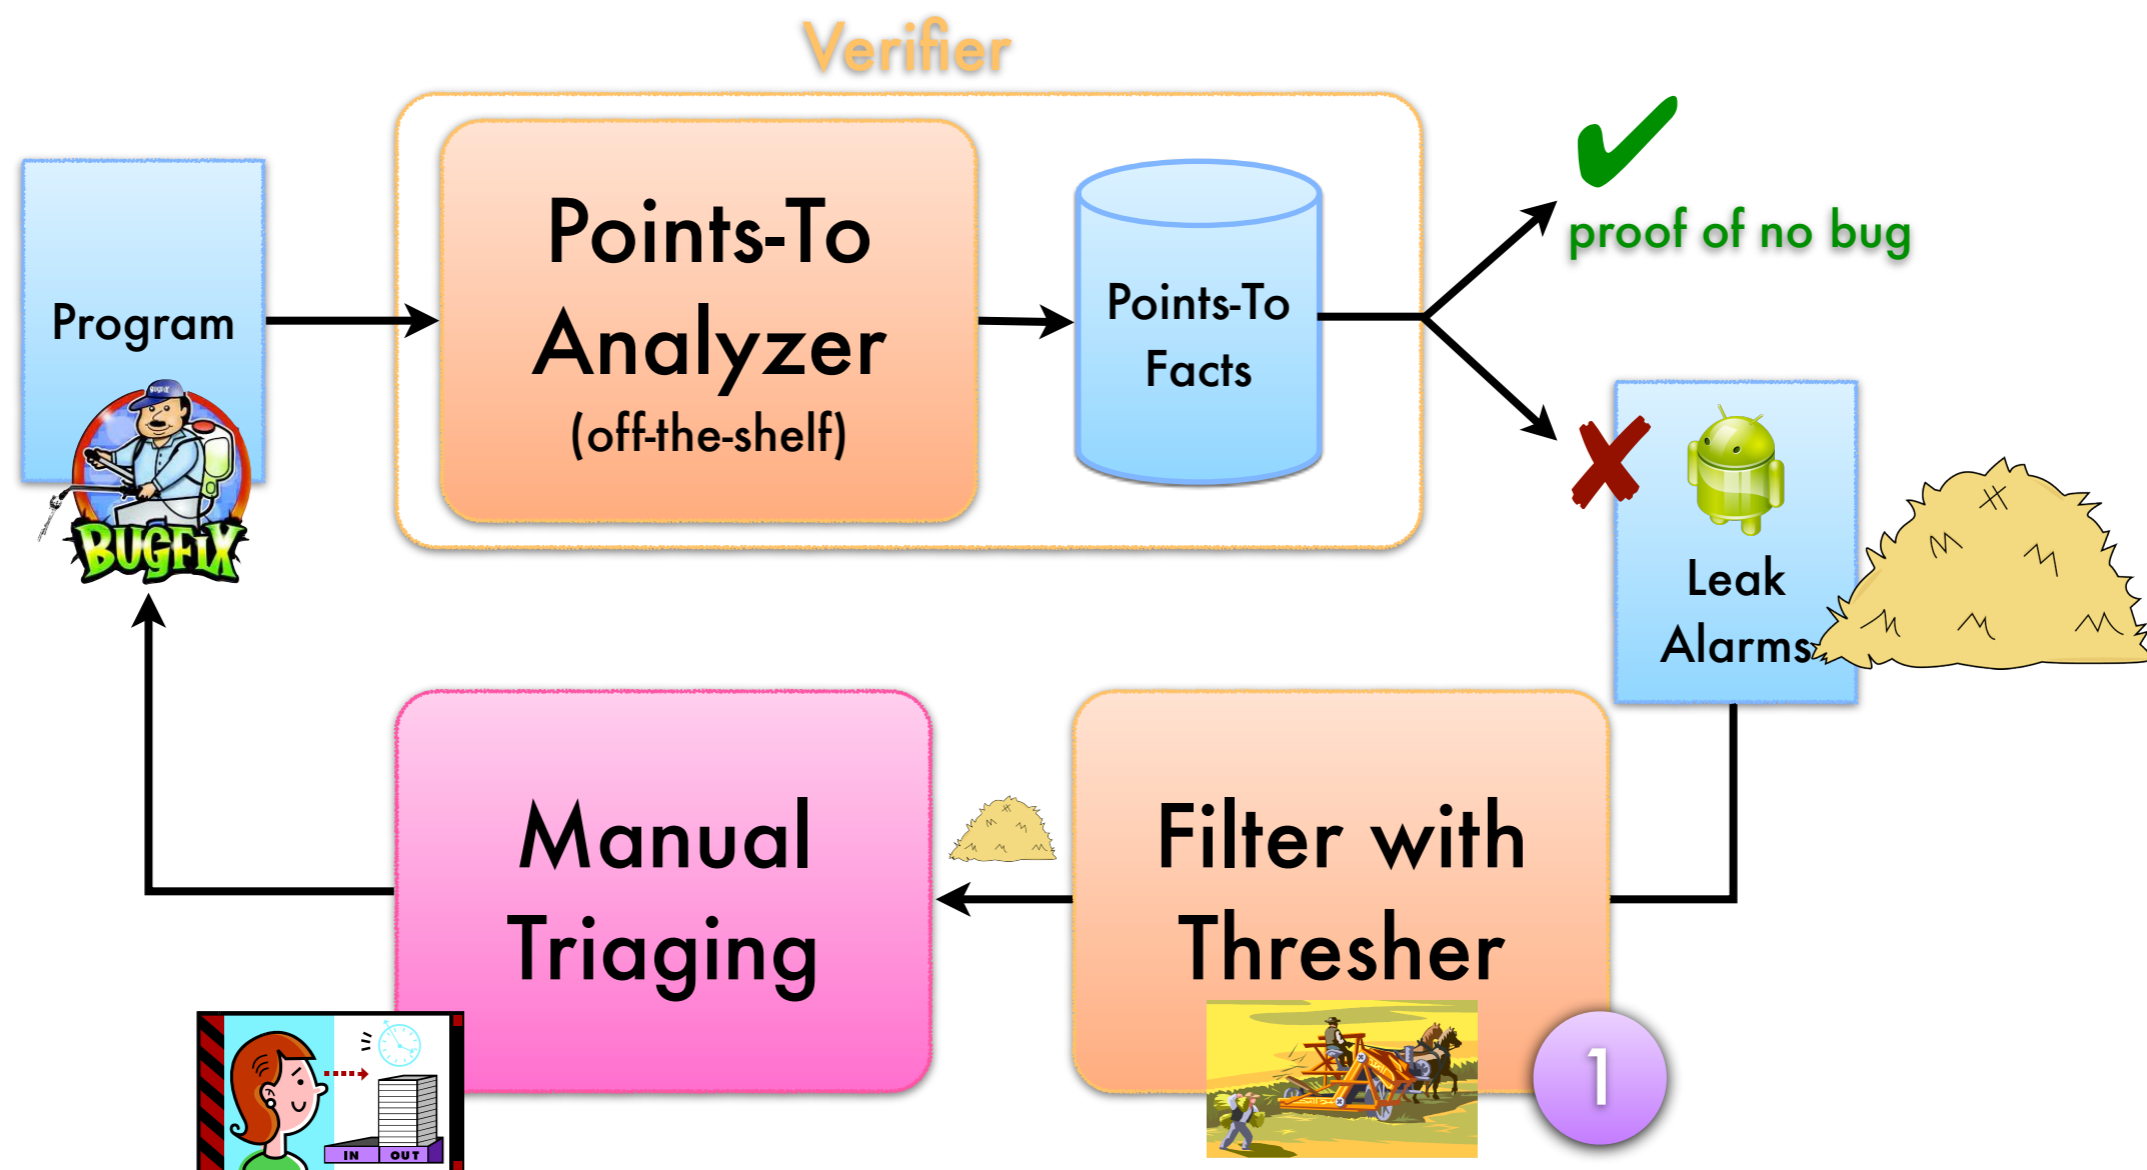 Verifier
Program
BUGFIX
Points-To
Analyzer
(off-the-shelf)
Points-To
Facts
proof of no bug
Leak
Alarms
Manual
Triaging
Filter with
Thresher
IN
OUT
1